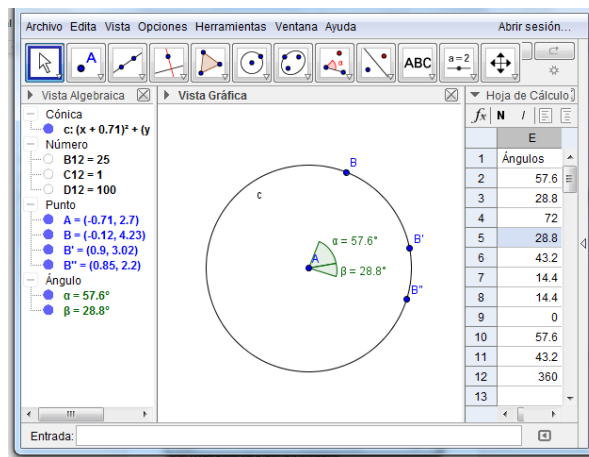 Archivo Edita Vista Opciones Herramientas Ventana Ayuda Abrir sesión...
A
α
ABC
a=2
Vista Algebraica
Vista Gráfica
Hoja de Cálculo
Cónica
c: (x + 0.71)² + (y
Número
B12 = 25
C12 = 1
D12 = 100
Punto
A = (-0.71, 2.7)
B = (-0.12, 4.23)
B' = (0.9, 3.02)
B'' = (0.85, 2.2)
Ángulo
α = 57.6°
β = 28.8°
c
B
α = 57.6°
B'
A
β = 28.8°
B''
fx N I
E
1 Ángulos
2 57.6
3 28.8
4 72
5 28.8
6 43.2
7 14.4
8 14.4
9 0
10 57.6
11 43.2
12 360
13
Entrada: